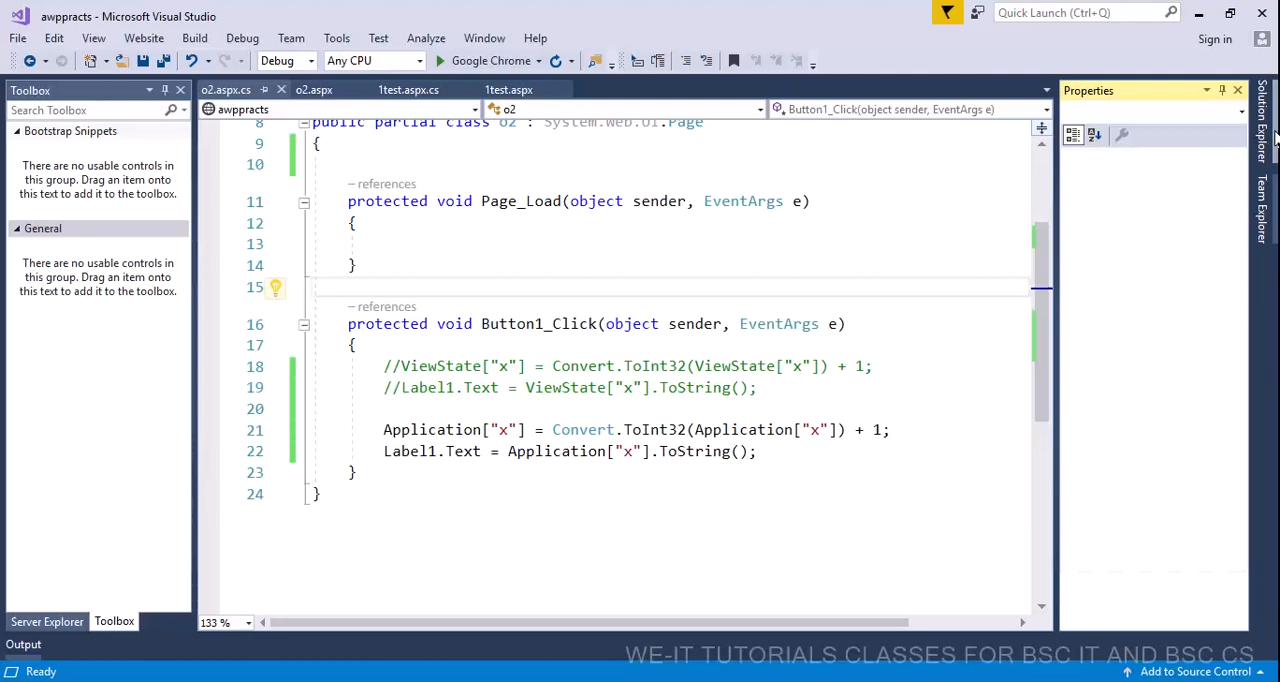 awppracts - Microsoft Visual Studio
Quick Launch (Ctrl+Q)
File Edit View Website Build Debug Team Tools Test Analyze Window Help
Sign in
Debug Any CPU Google Chrome
Toolbox
o2.aspx.cs o2.aspx 1test.aspx.cs 1test.aspx
Properties
Search Toolbox
awppracts o2 Button1_Click(object sender, EventArgs e)
Bootstrap Snippets
There are no usable controls in
this group. Drag an item onto
this text to add it to the toolbox.
General
There are no usable controls in
this group. Drag an item onto
this text to add it to the toolbox.
Server Explorer Toolbox
8 public partial class o2 : System.Web.UI.Page
9 {
10
– references
11 protected void Page_Load(object sender, EventArgs e)
12 {
13
14 }
15
– references
16 protected void Button1_Click(object sender, EventArgs e)
17 {
18 //ViewState["x"] = Convert.ToInt32(ViewState["x"]) + 1;
19 //Label1.Text = ViewState["x"].ToString();
20
21 Application["x"] = Convert.ToInt32(Application["x"]) + 1;
22 Label1.Text = Application["x"].ToString();
23 }
24 }
133 %
Solution Explorer
Team Explorer
Output
WE-IT TUTORIALS CLASSES FOR BSC IT AND BSC CS
Ready
Add to Source Control